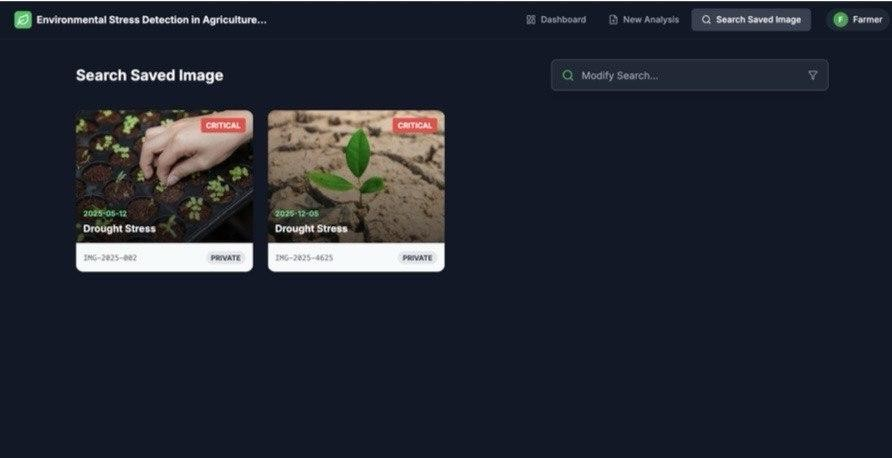 Environmental Stress Detection in Agriculture...
Dashboard
New Analysis
Search Saved Image
F
Farmer
Search Saved Image
Modify Search...
CRITICAL
2025-05-12
Drought Stress
IMG-2025-002
PRIVATE
CRITICAL
2025-12-05
Drought Stress
IMG-2025-4625
PRIVATE